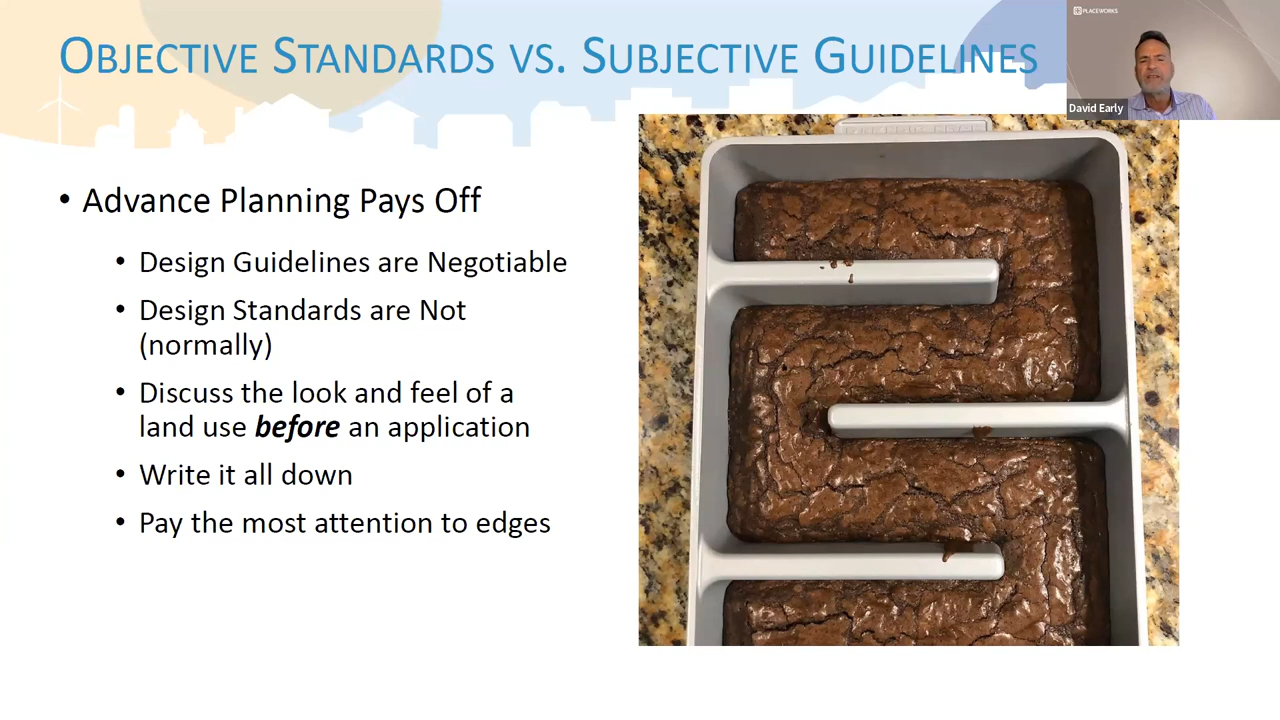 OBJECTIVE STANDARDS VS. SUBJECTIVE GUIDELINES
PLACEWORKS
David Early
• Advance Planning Pays Off
• Design Guidelines are Negotiable
• Design Standards are Not
(normally)
• Discuss the look and feel of a
land use before an application
• Write it all down
• Pay the most attention to edges